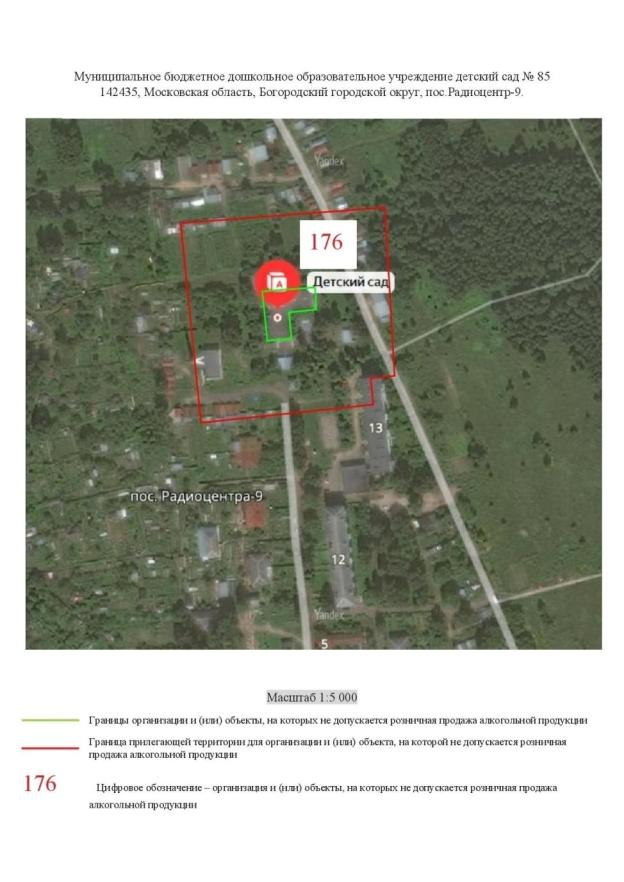 Муниципальное бюджетное дошкольное образовательное учреждение детский сад № 85
142435, Московская область, Богородский городской округ, пос.Радиоцентр-9.
Yandex
176
А
Детский сад
13
пос. Радиоцентра-9
12
Yandex
5
Масштаб 1:5 000
Границы организации и (или) объекты, на которых не допускается розничная продажа алкогольной продукции
Граница прилегающей территории для организации и (или) объекта, на которой не допускается розничная
продажа алкогольной продукции
176
Цифровое обозначение – организация и (или) объекты, на которых не допускается розничная продажа
алкогольной продукции